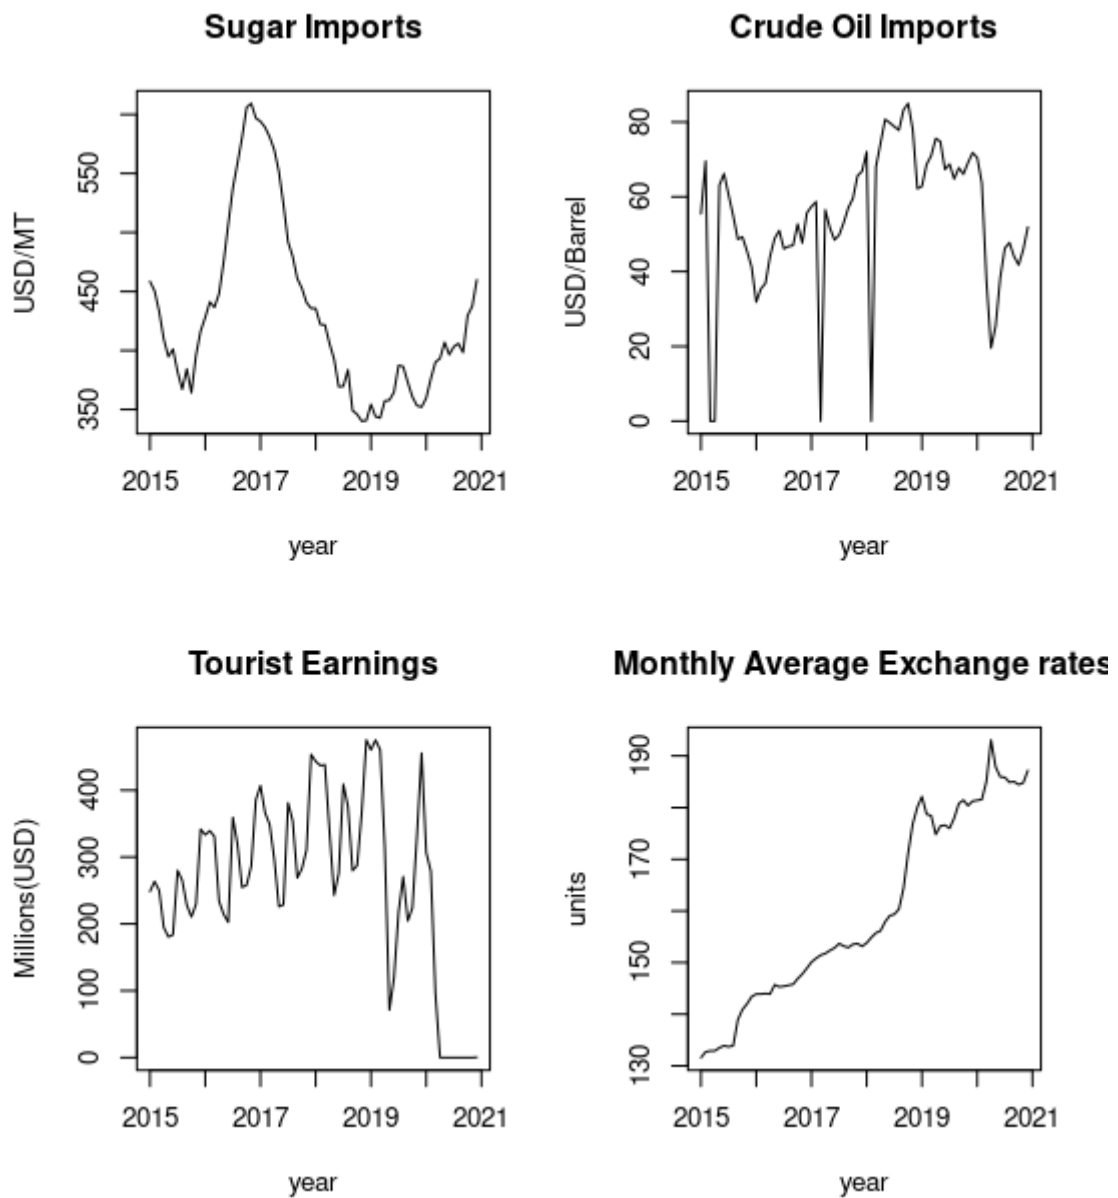 Sugar Imports
USD/MT
550
450
350
2015 2017 2019 2021
year
Crude Oil Imports
USD/Barrel
80
60
40
20
0
2015 2017 2019 2021
year
Tourist Earnings
Millions(USD)
400
300
200
100
0
2015 2017 2019 2021
year
Monthly Average Exchange rates
units
190
170
150
130
2015 2017 2019 2021
year